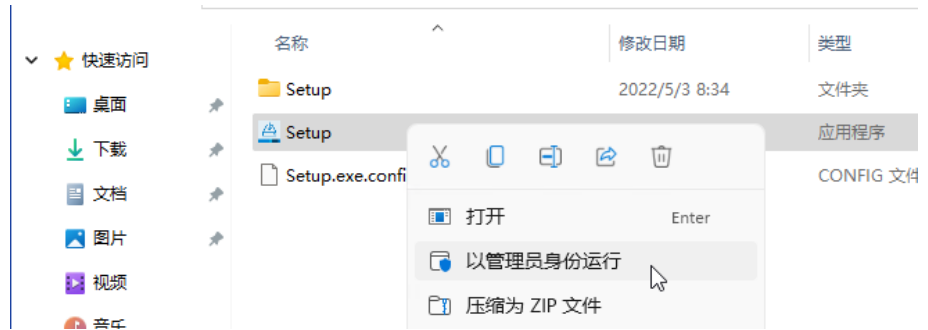 名称 修改日期 类型
快速访问
Setup 2022/5/3 8:34 文件夹
桌面
Setup 应用程序
下载
Setup.exe.confi CONFIG 文件
文档
打开 Enter
图片
以管理员身份运行
视频
压缩为 ZIP 文件
音乐